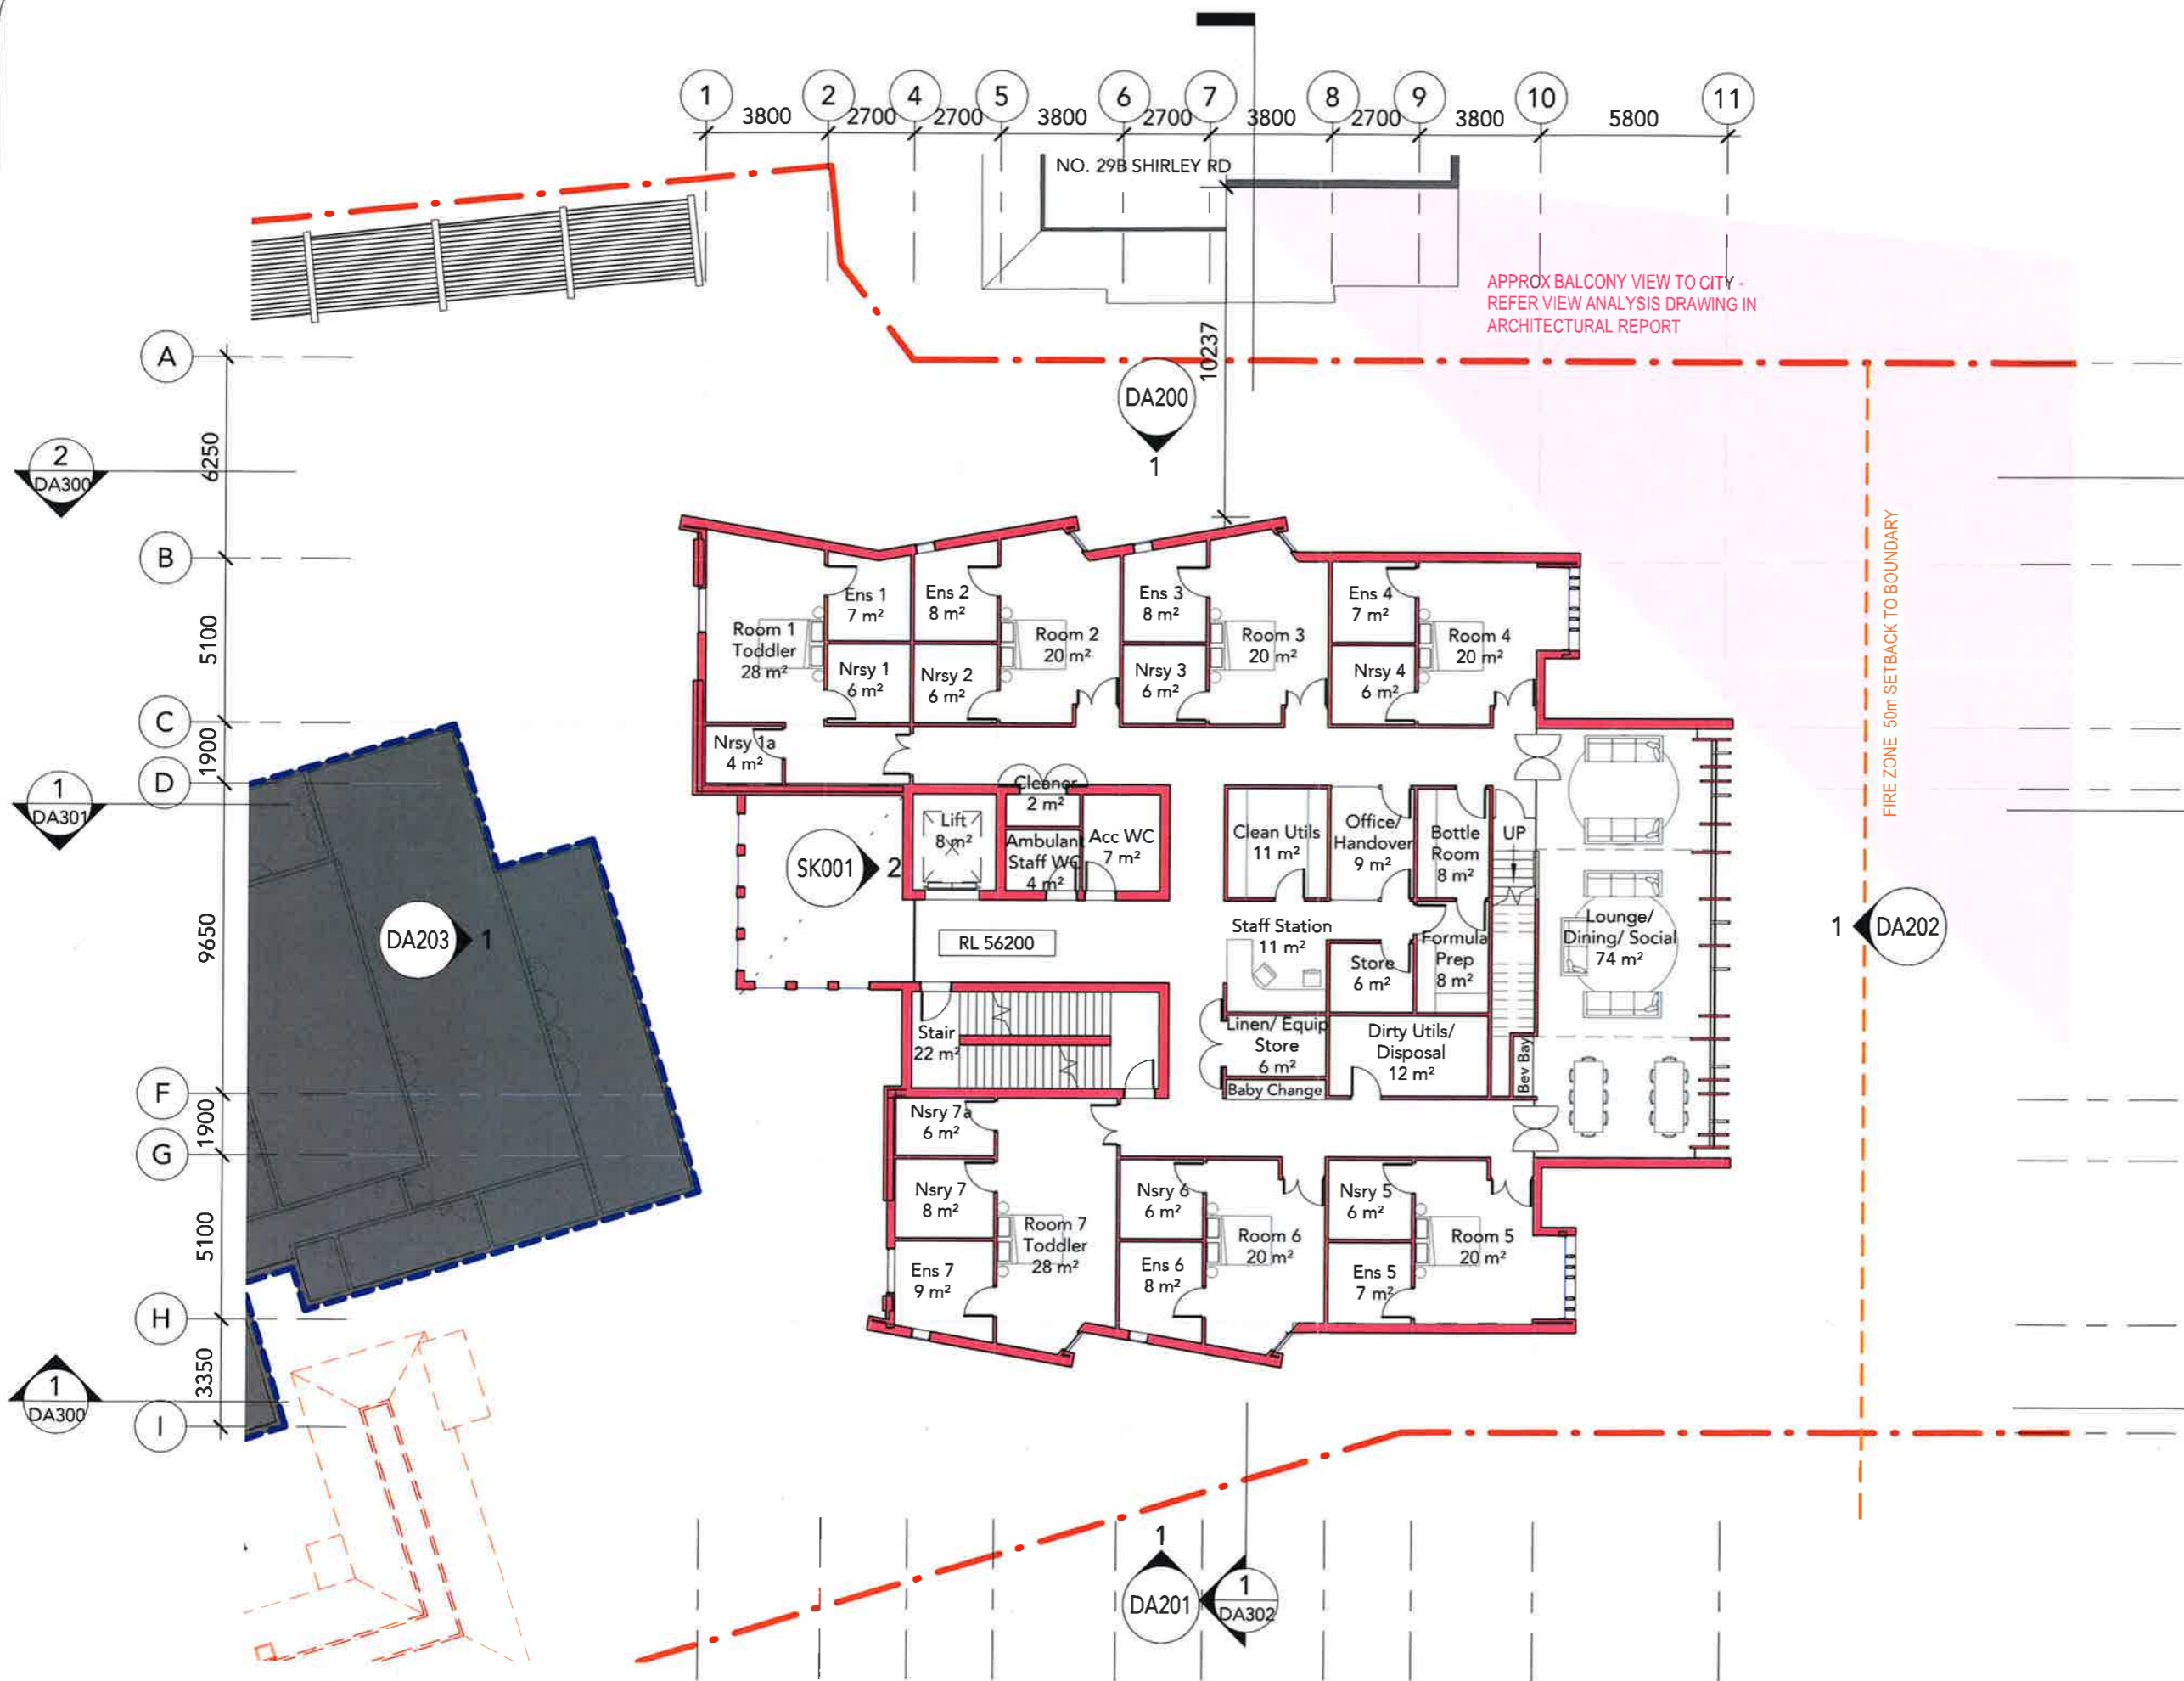 1
2
4
5
6
7
8
9
10
11
3800
2700
2700
3800
2700
3800
2700
3800
5800
NO. 29B SHIRLEY RD
APPROX BALCONY VIEW TO CITY -
REFER VIEW ANALYSIS DRAWING IN
ARCHITECTURAL REPORT
10237
A
DA200
1
6250
2
DA300
B
FIRE ZONE 50m SETBACK TO BOUNDARY
5100
Ens 1
7 m²
Ens 2
8 m²
Ens 3
8 m²
Ens 4
7 m²
Room 1
Toddler
28 m²
Room 2
20 m²
Room 3
20 m²
Room 4
20 m²
Nrsy 1
6 m²
Nrsy 2
6 m²
Nrsy 3
6 m²
Nrsy 4
6 m²
C
1900
Nrsy 1a
4 m²
D
1
DA301
Cleaner
2 m²
Lift
8 m²
Ambulant
Staff WC
4 m²
Acc WC
7 m²
Clean Utils
11 m²
Office/
Handover
9 m²
Bottle
Room
8 m²
UP
SK001
2
9650
DA203
1
RL 56200
Staff Station
11 m²
Store
6 m²
Formula
Prep
8 m²
Lounge/
Dining/ Social
74 m²
1
DA202
Stair
22 m²
Linen/ Equip
Store
6 m²
Dirty Utils/
Disposal
12 m²
Bev Bay
Baby Change
F
1900
G
Nsry 7a
6 m²
Nsry 7
8 m²
Nsry 6
6 m²
Nsry 5
6 m²
5100
Room 7
Toddler
28 m²
Room 6
20 m²
Room 5
20 m²
Ens 7
9 m²
Ens 6
8 m²
Ens 5
7 m²
H
3350
1
DA300
I
1
DA201
1
DA302